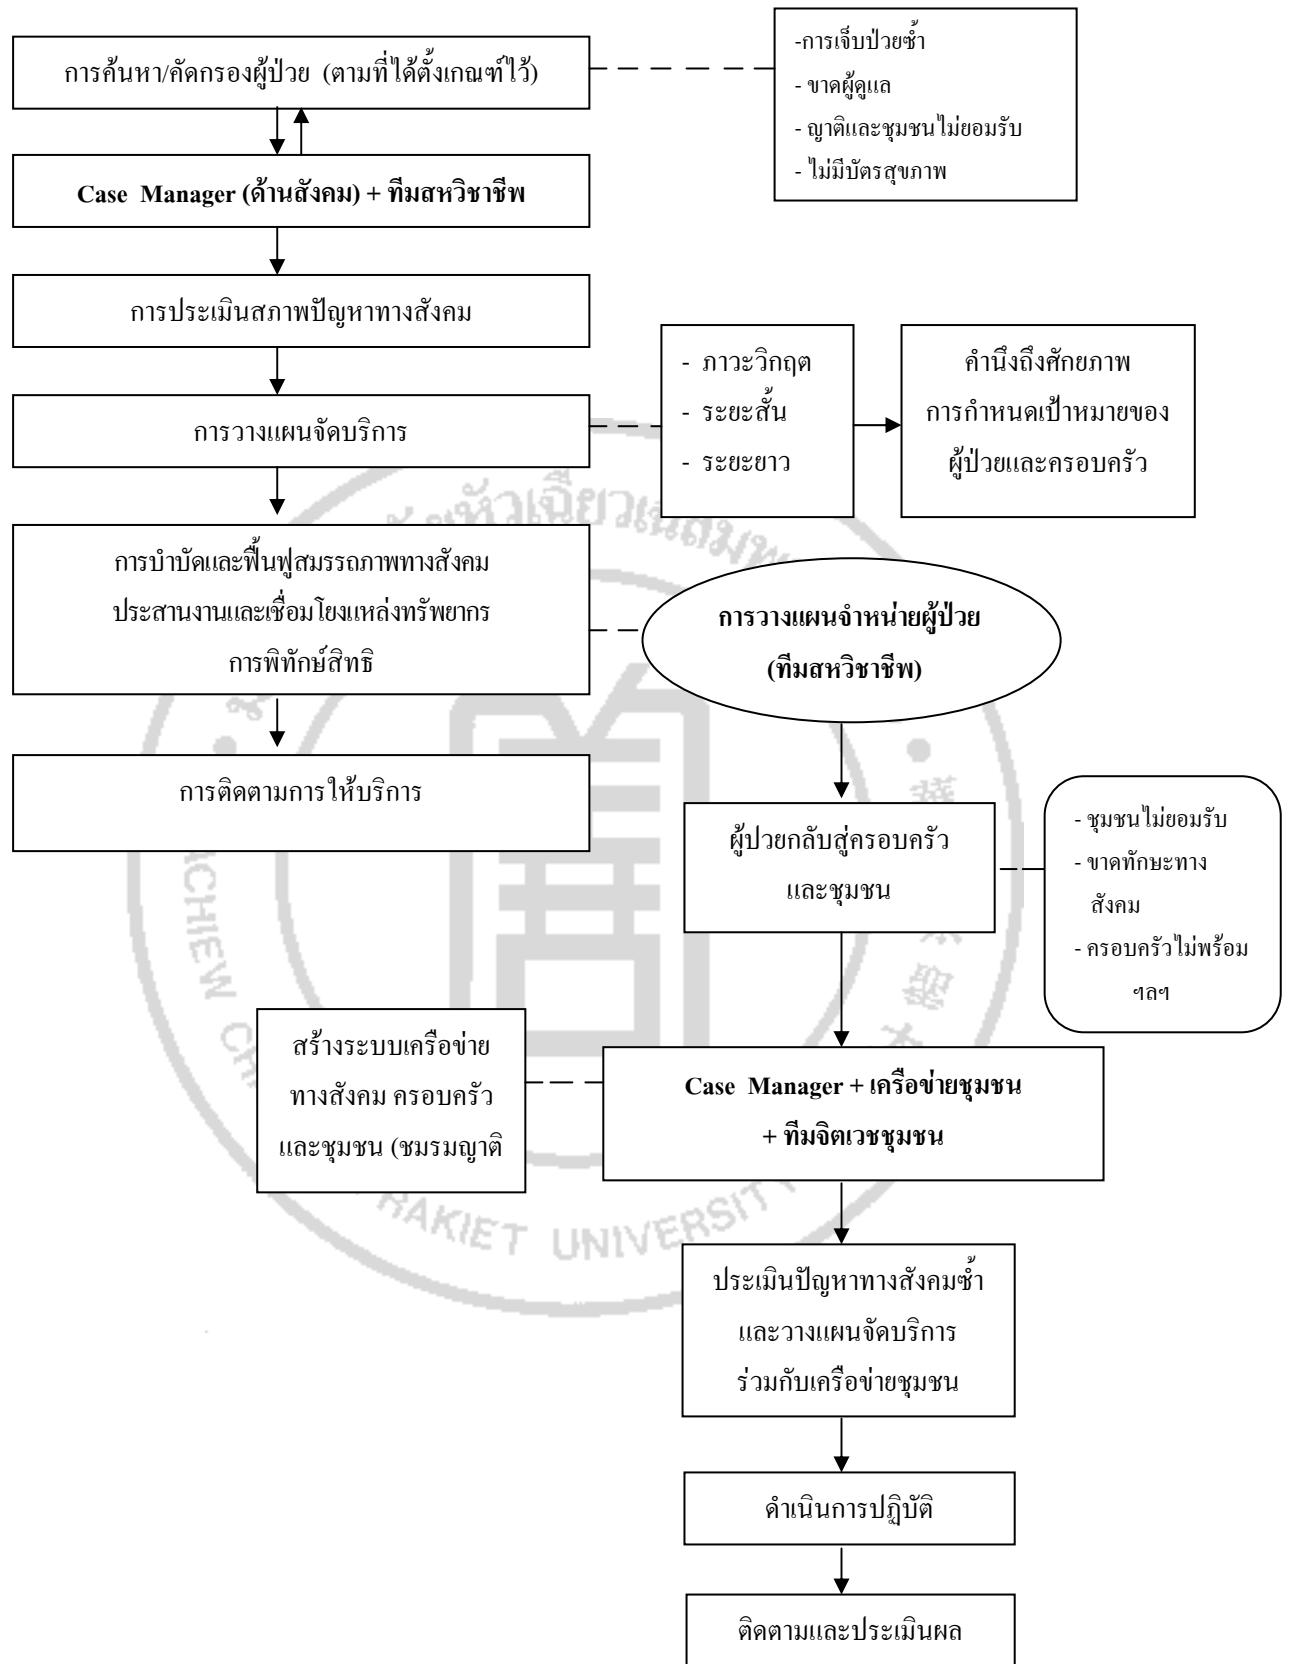 การค้นหา/คัดกรองผู้ป่วย (ตามที่ได้ตั้งเกณฑ์ไว้)
-การเจ็บป่วยซ้ำ
- ขาดผู้ดูแล
- ญาติและชุมชนไม่ยอมรับ
- ไม่มีบัตรสุขภาพ
Case Manager (ด้านสังคม) + ทีมสหวิชาชีพ
การประเมินสภาพปัญหาทางสังคม
การวางแผนจัดบริการ
- ภาวะวิกฤต
- ระยะสั้น
- ระยะยาว
คำนึงถึงศักยภาพ
การกำหนดเป้าหมายของ
ผู้ป่วยและครอบครัว
การบำบัดและฟื้นฟูสมรรถภาพทางสังคม
ประสานงานและเชื่อมโยงแหล่งทรัพยากร
การพิทักษ์สิทธิ
การวางแผนจำหน่ายผู้ป่วย
(ทีมสหวิชาชีพ)
การติดตามการให้บริการ
ผู้ป่วยกลับสู่ครอบครัว
และชุมชน
- ชุมชนไม่ยอมรับ
- ขาดทักษะทาง
สังคม
- ครอบครัวไม่พร้อม
ฯลฯ
สร้างระบบเครือข่าย
ทางสังคม ครอบครัว
และชุมชน (ชมรมญาติ
Case Manager + เครือข่ายชุมชน
+ ทีมจิตเวชชุมชน
ประเมินปัญหาทางสังคมซ้ำ
และวางแผนจัดบริการ
ร่วมกับเครือข่ายชุมชน
ดำเนินการปฏิบัติ
ติดตามและประเมินผล
UNIVERSITY